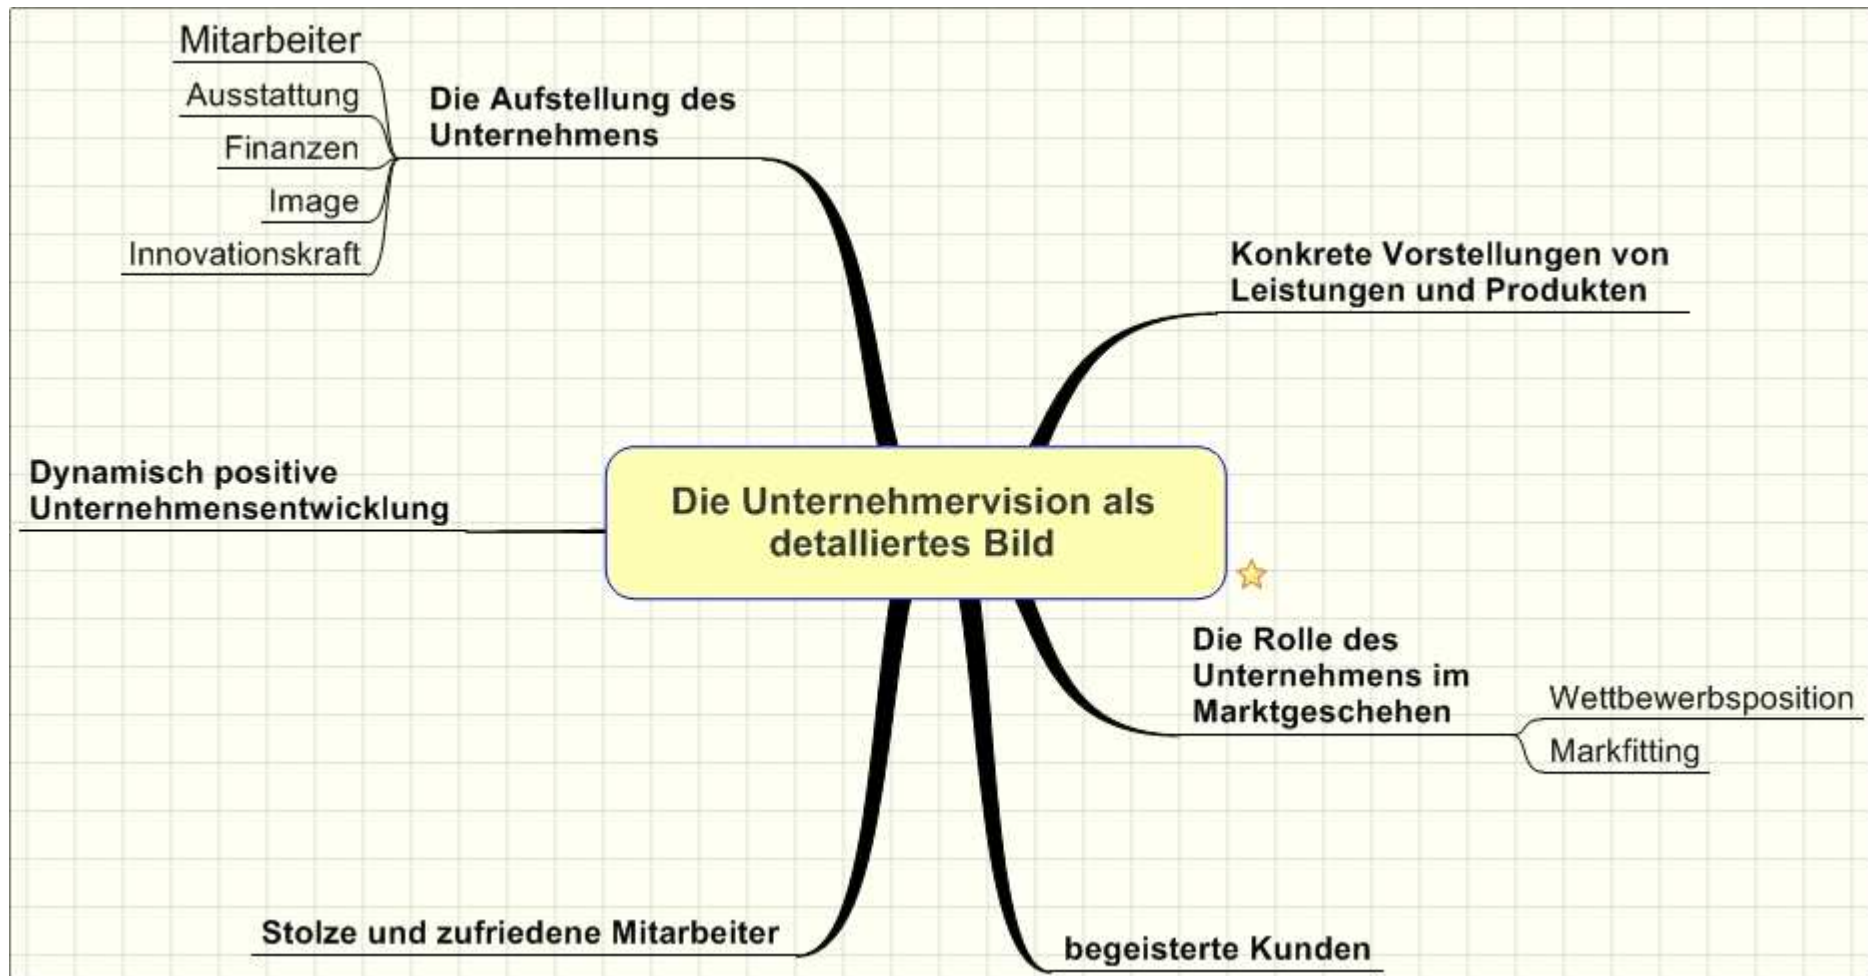 Mitarbeiter
Ausstattung
Finanzen
Image
Innovationskraft
Die Aufstellung des
Unternehmens
Konkrete Vorstellungen von
Leistungen und Produkten
Dynamisch positive
Unternehmensentwicklung
Die Unternehmervision als
detalliertes Bild
Die Rolle des
Unternehmens im
Marktgeschehen
Wettbewerbsposition
Markfitting
Stolze und zufriedene Mitarbeiter
begeisterte Kunden